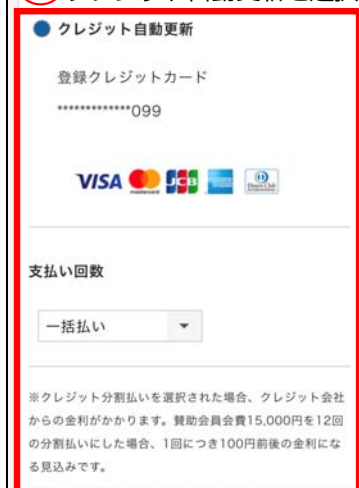 クレジット自動更新
登録クレジットカード
*************099
VISA mastercard JCB
支払い回数
一括払い
※クレジット分割払いを選択された場合、クレジット会社
からの金利がかかります。賛助会員会費15,000円を12回
の分割払いにした場合、1回につき100円前後の金利にな
る見込みです。